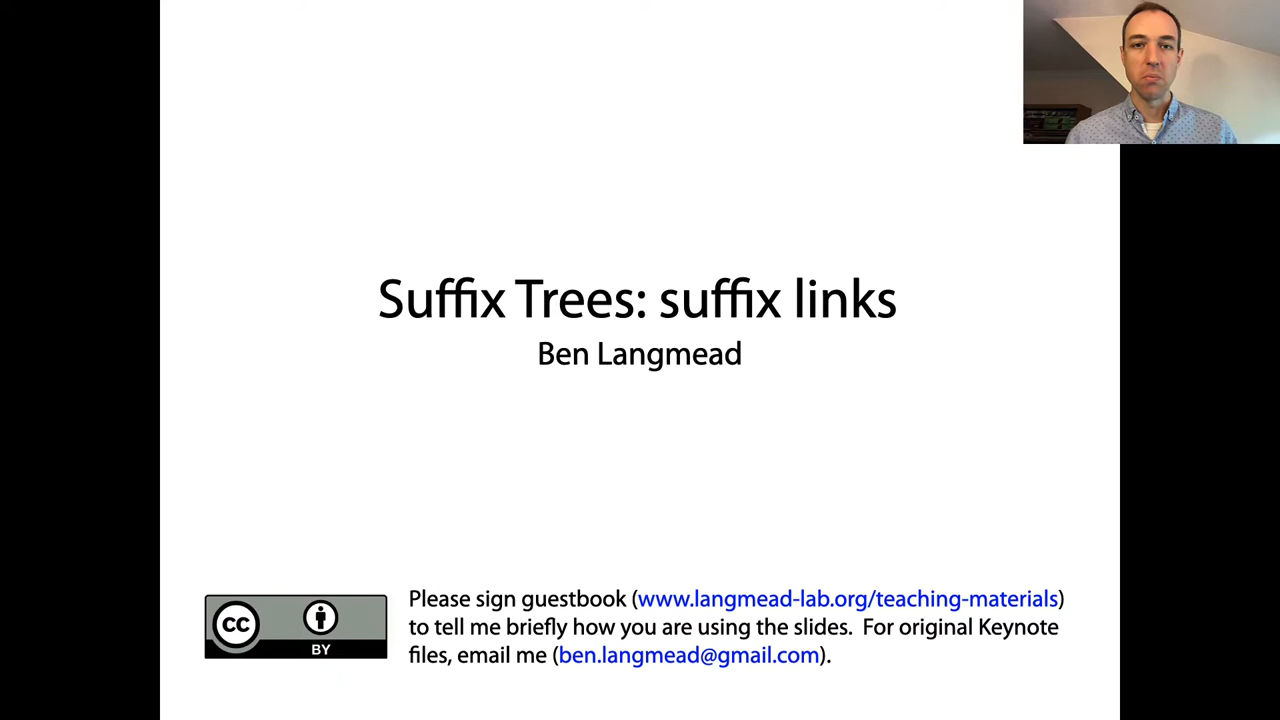 Suffix Trees: suffix links
Ben Langmead
CC
BY
Please sign guestbook (www.langmead-lab.org/teaching-materials)
to tell me briefly how you are using the slides.  For original Keynote
files, email me (ben.langmead@gmail.com).